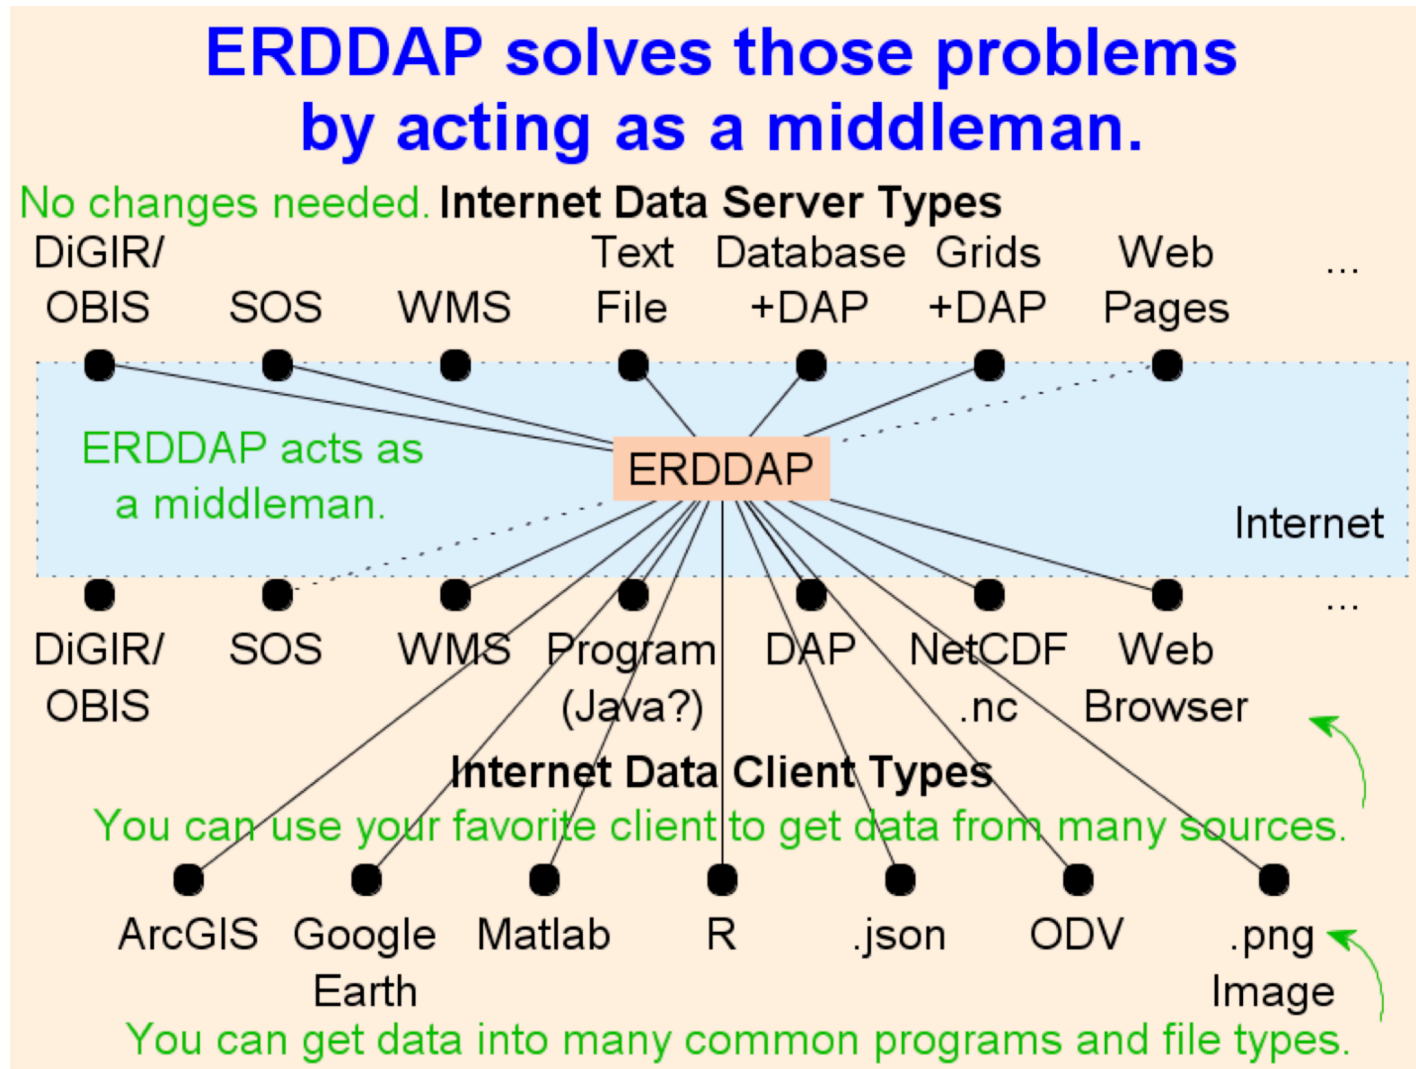 ERDDAP solves those problems
by acting as a middleman.
No changes needed. Internet Data Server Types
DiGIR/ Text Database Grids Web ...
OBIS SOS WMS File +DAP +DAP Pages
ERDDAP acts as
a middleman.
ERDDAP
Internet
DiGIR/ SOS WMS Program DAP NetCDF Web ...
OBIS (Java?) .nc Browser
Internet Data Client Types
You can use your favorite client to get data from many sources.
ArcGIS Google Matlab R .json ODV .png
Earth Image
You can get data into many common programs and file types.